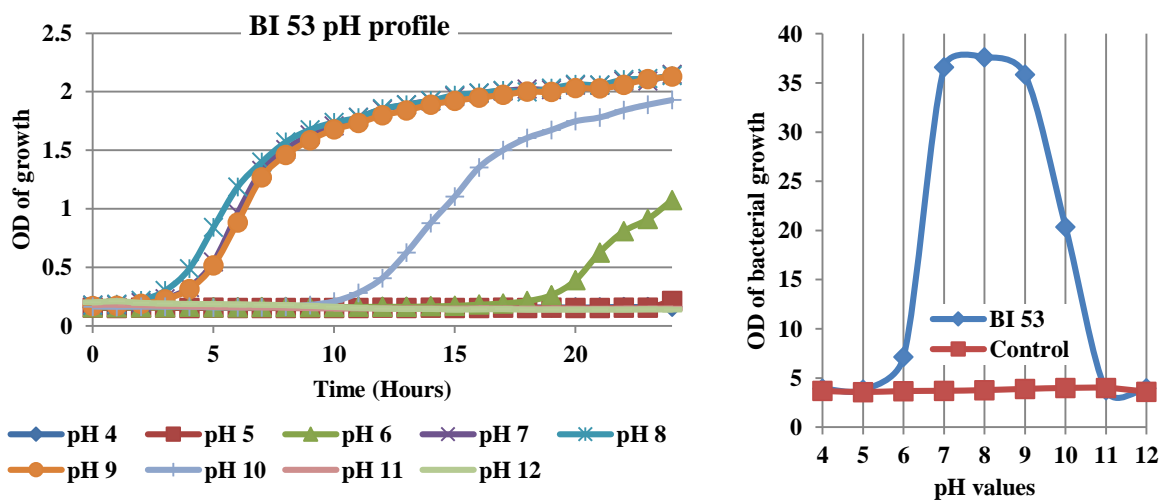 BI 53 pH profile
OD of growth
2.5
2
1.5
1
0.5
0
0 5 10 15 20
Time (Hours)
pH 4 pH 5 pH 6 pH 7 pH 8
pH 9 pH 10 pH 11 pH 12
OD of bacterial growth
40
35
30
25
20
15
10
5
0
BI 53
Control
4 5 6 7 8 9 10 11 12
pH values